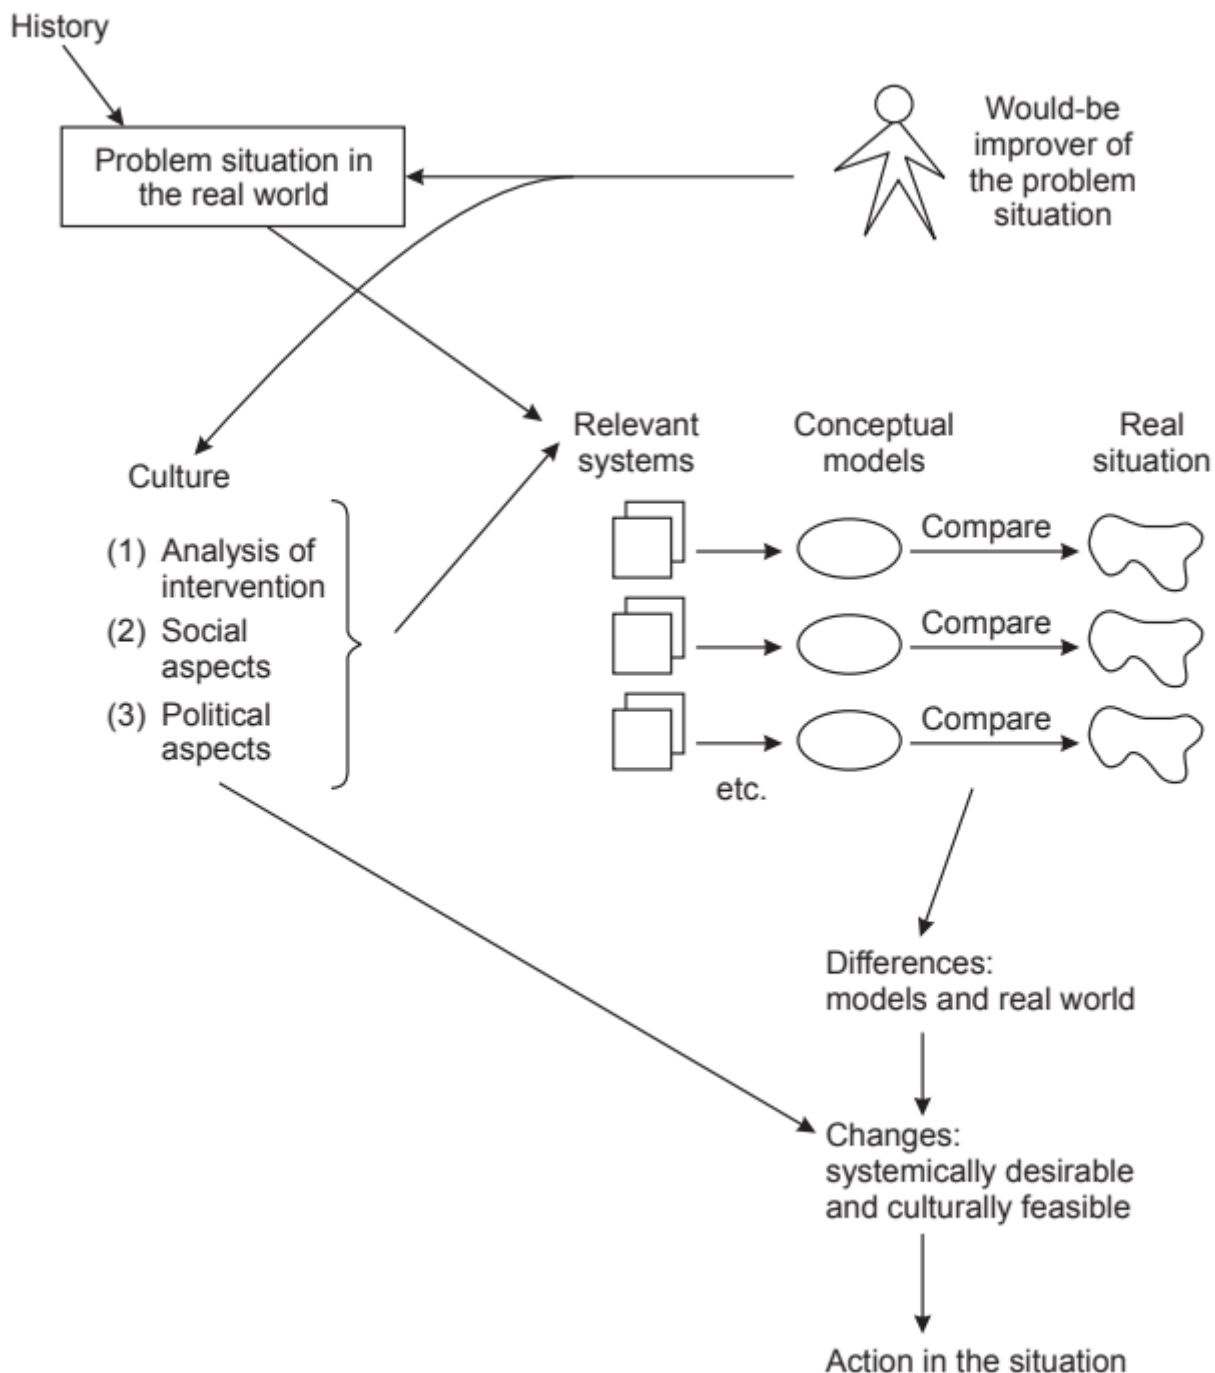 History
Would-be
improver of
the problem
situation
Problem situation in
the real world
Relevant
systems
Conceptual
models
Real
situation
Culture
(1) Analysis of
intervention
(2) Social
aspects
(3) Political
aspects
Compare
Compare
Compare
etc.
Differences:
models and real world
Changes:
systemically desirable
and culturally feasible
Action in the situation